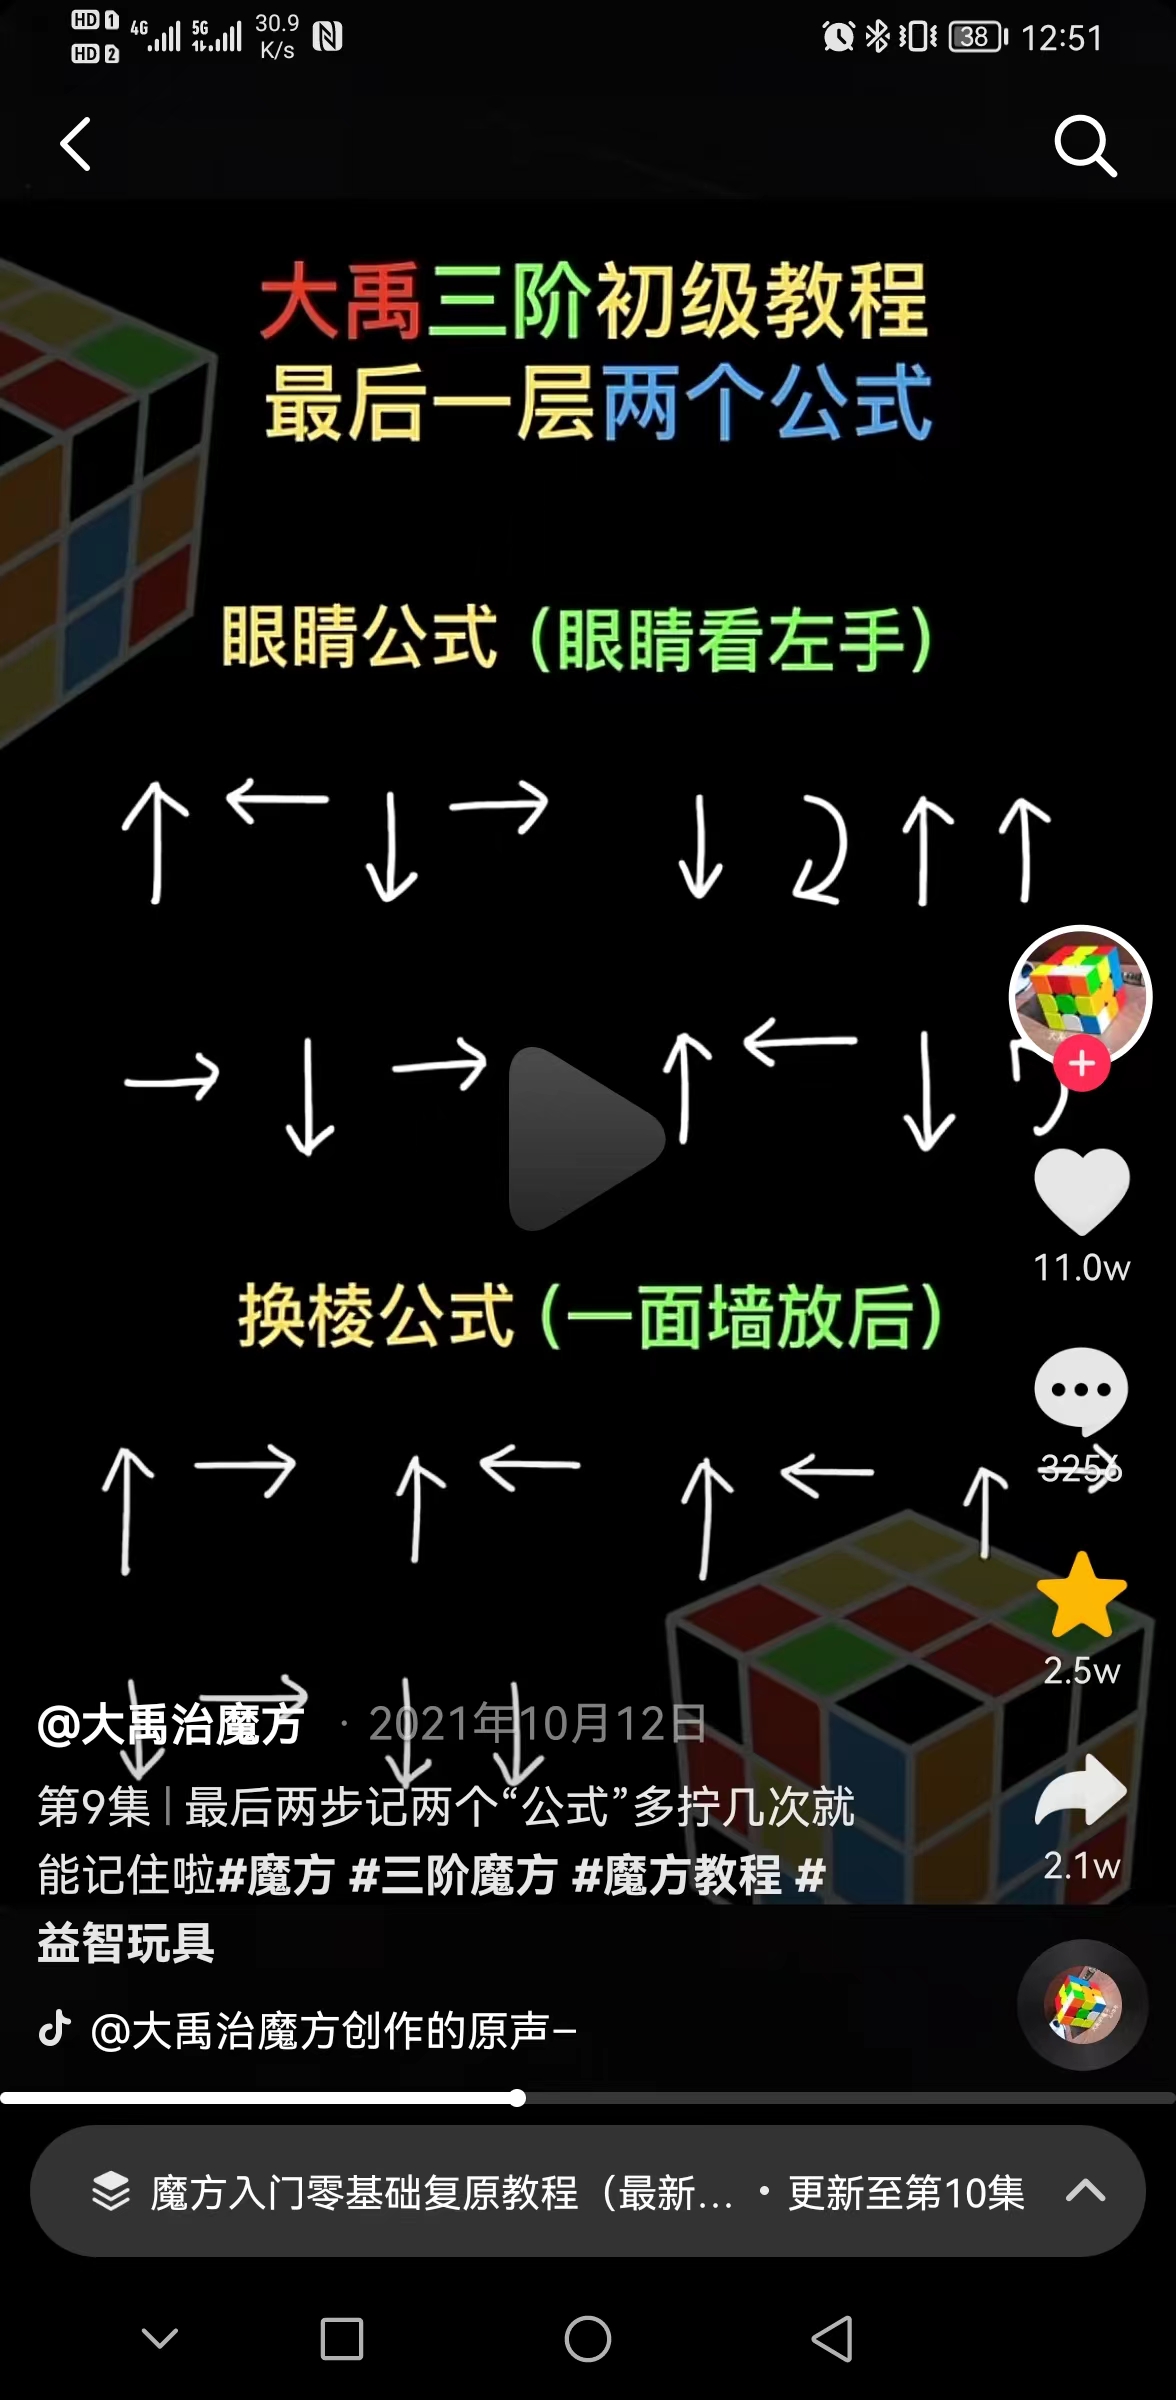 HD 1 4G 5G 30.9 38 12:51
HD 2 K/s
大禹三阶初级教程
最后一层两个公式
眼睛公式（眼睛看左手）
↑ ← ↓ → ↓ ↑ ↑
→ ↓ → ↑ ← ↓
11.0w
换棱公式（一面墙放后）
↑ → ↑ ← ↑ ← ↑ →
3256
2.5w
↓ → ↓ ↓
@大禹治魔方 · 2021年10月12日
第9集 | 最后两步记两个“公式”多拧几次就
能记住啦#魔方 #三阶魔方 #魔方教程 #
益智玩具
2.1w
@大禹治魔方创作的原声–
魔方入门零基础复原教程（最新... · 更新至第10集